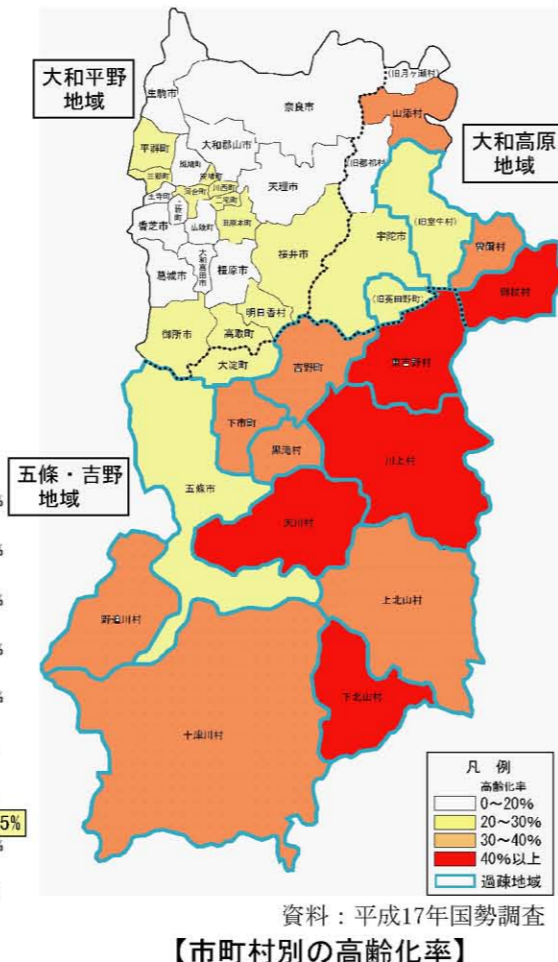 大和平野
地域
大和高原
地域
五條・吉野
地域
(旧月ヶ瀬村)
生駒市
奈良市
山添村
平群町
大和郡山市
(旧都祁村)
斑鳩町
安堵町
三郷町
天理市
王寺町
河合町
川西町
三宅町
(旧室生村)
香芝市
広陵町
田原本町
宇陀市
曽爾村
桜井市
葛城市
大和高田市
橿原市
御杖村
明日香村
(旧菟田野町)
御所市
高取町
大淀町
吉野町
東吉野村
下市町
黒滝村
川上村
五條市
天川村
上北山村
野迫川村
下北山村
十津川村
%
%
%
%
%
5%
%
凡 例
高齢化率
0～20%
20～30%
30～40%
40%以上
過疎地域
資料：平成17年国勢調査
【市町村別の高齢化率】